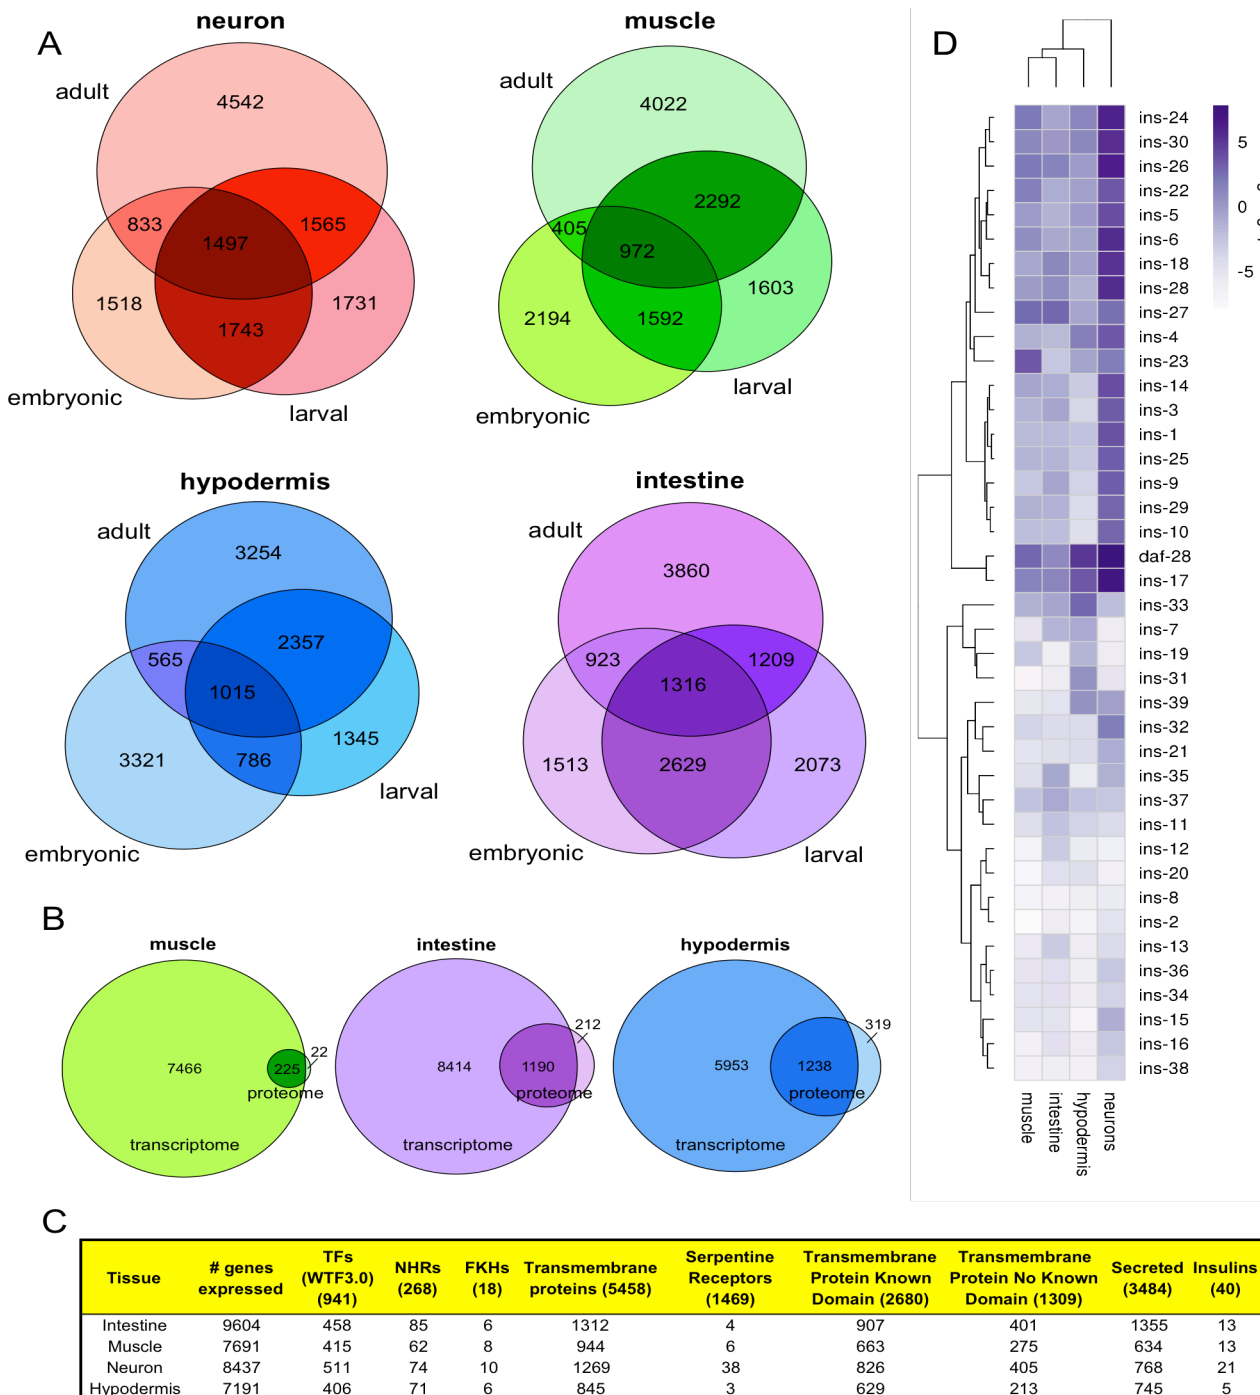 A
neuron
adult
4542
833
1497
1565
1518
1743
1731
embryonic
larval
muscle
adult
4022
2292
405
972
1603
2194
1592
larval
embryonic
hypodermis
adult
3254
2357
565
1015
1345
3321
786
larval
embryonic
intestine
adult
3860
923
1209
1316
1513
2629
2073
embryonic
larval
B
muscle
7466
225
22
proteome
transcriptome
intestine
8414
1190
212
proteome
transcriptome
hypodermis
5953
1238
319
proteome
transcriptome
D
ins-24
ins-30
ins-26
ins-22
ins-5
ins-6
ins-18
ins-28
ins-27
ins-4
ins-23
ins-14
ins-3
ins-1
ins-25
ins-9
ins-29
ins-10
daf-28
ins-17
ins-33
ins-7
ins-19
ins-31
ins-39
ins-32
ins-21
ins-35
ins-37
ins-11
ins-12
ins-20
ins-8
ins-2
ins-13
ins-36
ins-34
ins-15
ins-16
ins-38
muscle
intestine
hypodermis
neurons
5
0
-5
C
Tissue # genes expressed TFs (WTF3.0) (941) NHRs (268) FKHs (18) Transmembrane proteins (5458) Serpentine Receptors (1469) Transmembrane Protein Known Domain (2680) Transmembrane Protein No Known Domain (1309) Secreted (3484) Insulins (40)
Intestine 9604 458 85 6 1312 4 907 401 1355 13
Muscle 7691 415 62 8 944 6 663 275 634 13
Neuron 8437 511 74 10 1269 38 826 405 768 21
Hypodermis 7191 406 71 6 845 3 629 213 745 5